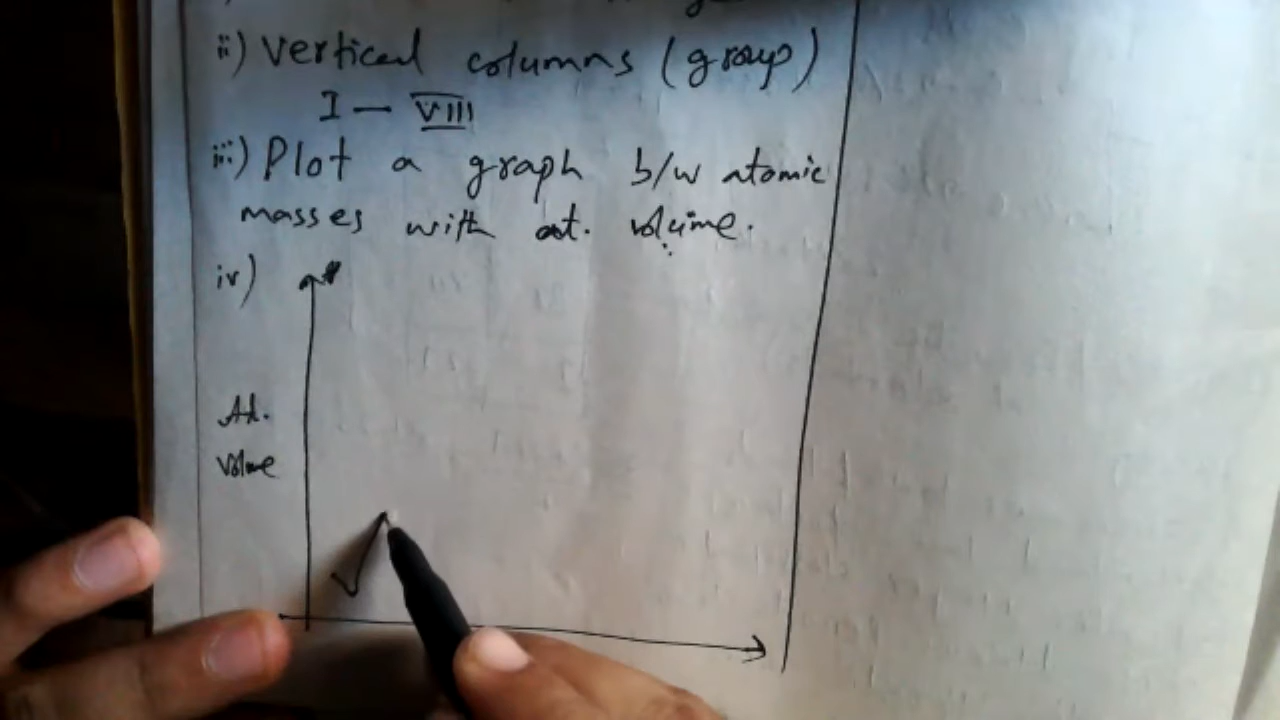 ii) Vertical columns (group)
I — VIII
iii) Plot a graph b/w atomic
masses with at. volume.
iv)
At.
Volume